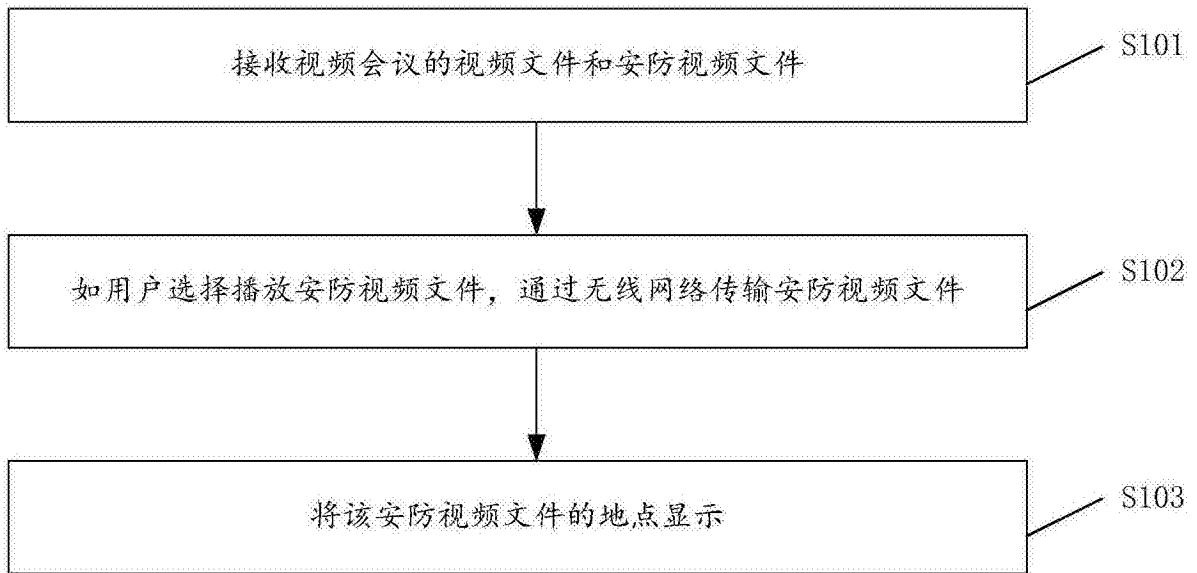 接收视频会议的视频文件和安防视频文件
S101
如用户选择播放安防视频文件，通过无线网络传输安防视频文件
S102
将该安防视频文件的地点显示
S103